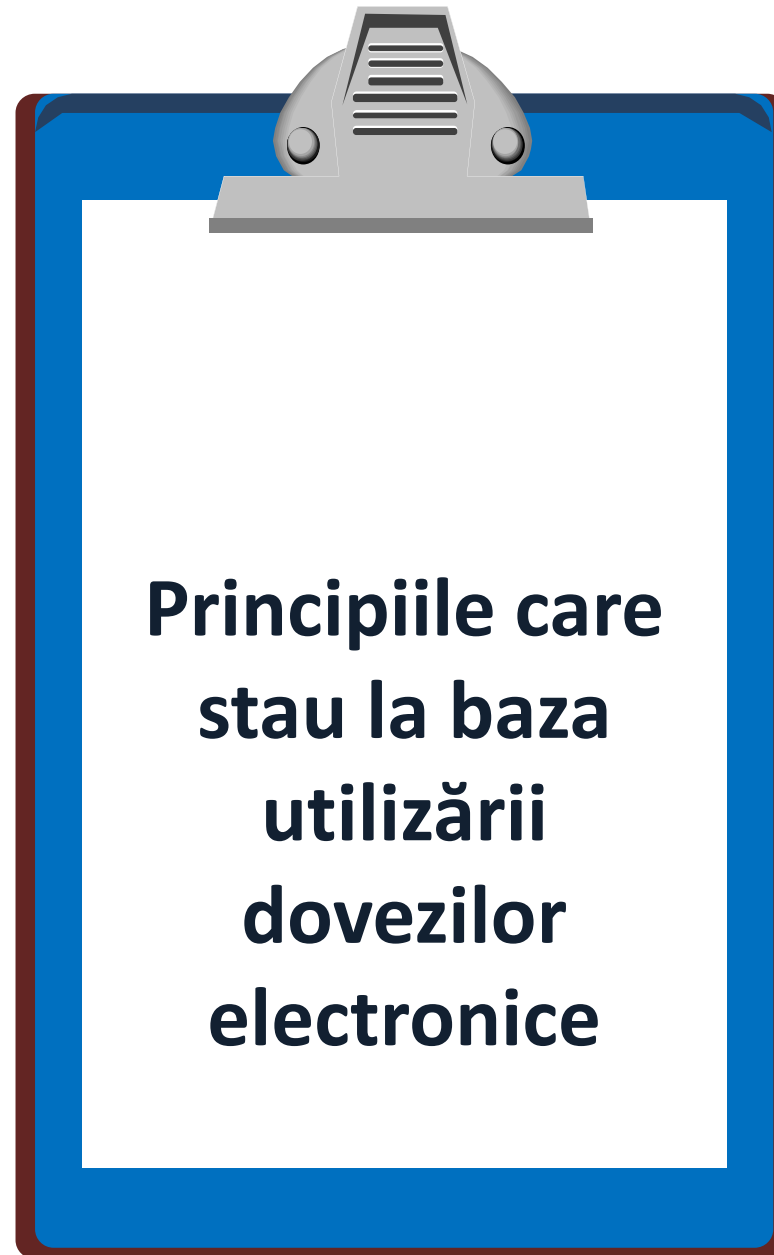 Principiile care
stau la baza
utilizării
dovezilor
electronice